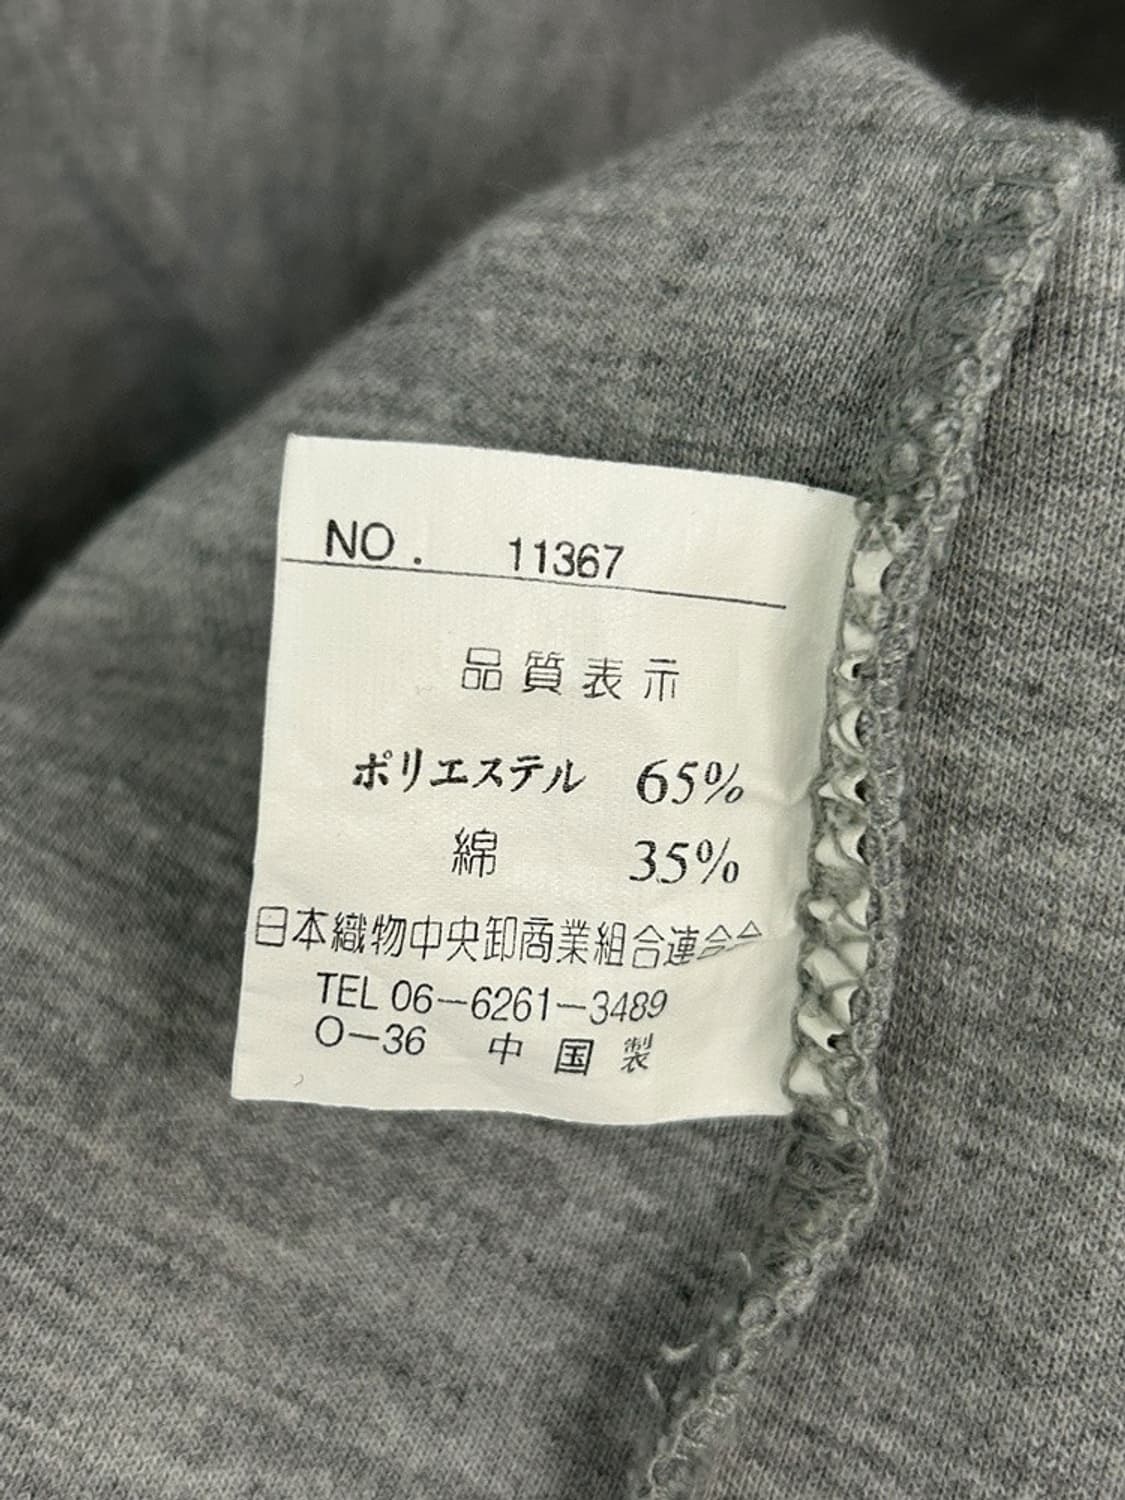 NO. 11367
品質表示
ポリエステル 65%
綿 35%
日本織物中央卸商業組合連合会
TEL 06-6261-3489
O-36 中国製